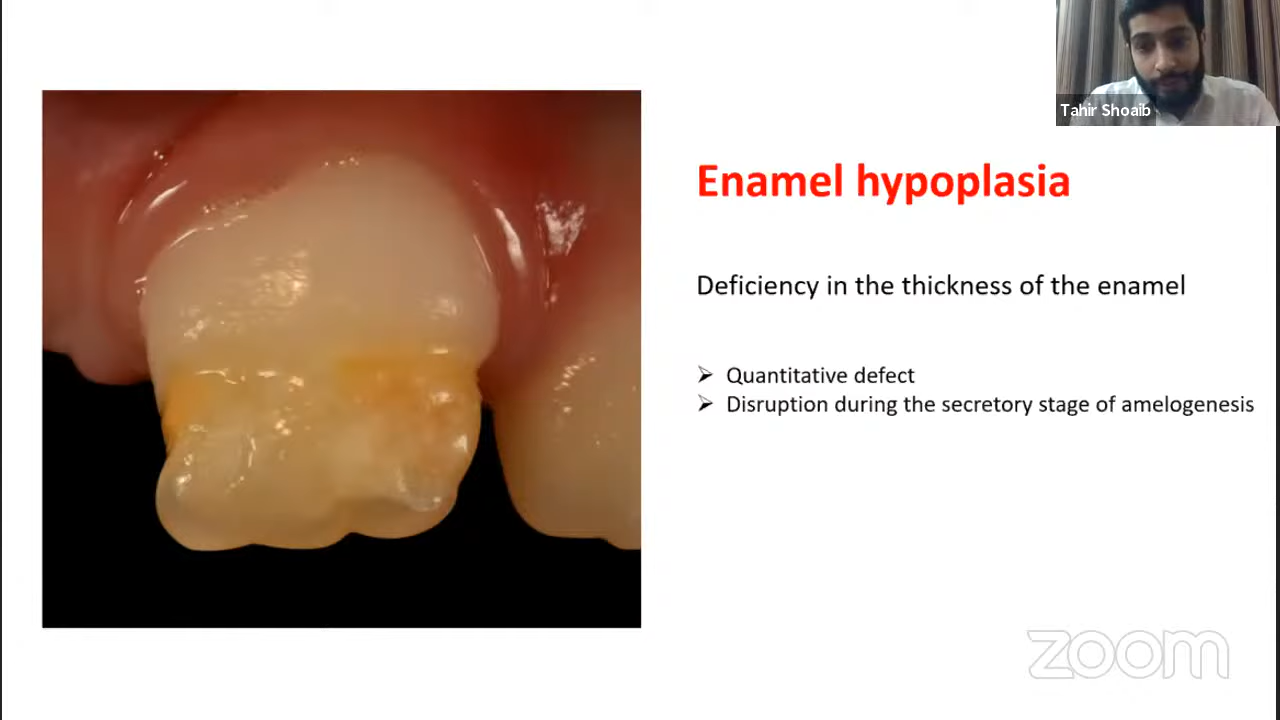 Tahir Shoaib
Enamel hypoplasia
Deficiency in the thickness of the enamel
➢ Quantitative defect
➢ Disruption during the secretory stage of amelogenesis
zoom